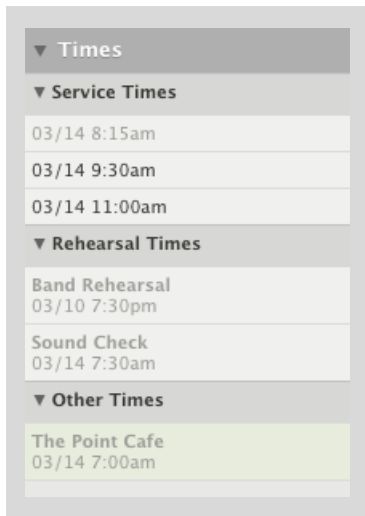 Times
Service Times
03/14 8:15am
03/14 9:30am
03/14 11:00am
Rehearsal Times
Band Rehearsal
03/10 7:30pm
Sound Check
03/14 7:30am
Other Times
The Point Cafe
03/14 7:00am